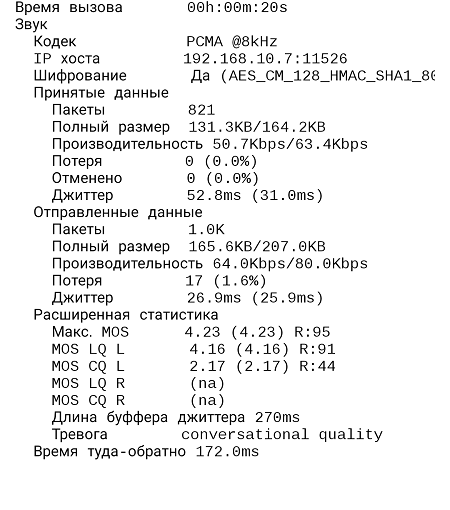 Время вызова 00h:00m:20s
Звук
Кодек PCMA @8kHz
IP хоста 192.168.10.7:11526
Шифрование Да (AES_CM_128_HMAC_SHA1_80
Принятые данные
Пакеты 821
Полный размер 131.3KB/164.2KB
Производительность 50.7Kbps/63.4Kbps
Потеря 0 (0.0%)
Отменено 0 (0.0%)
Джиттер 52.8ms (31.0ms)
Отправленные данные
Пакеты 1.0K
Полный размер 165.6KB/207.0KB
Производительность 64.0Kbps/80.0Kbps
Потеря 17 (1.6%)
Джиттер 26.9ms (25.9ms)
Расширенная статистика
Макс. MOS 4.23 (4.23) R:95
MOS LQ L 4.16 (4.16) R:91
MOS CQ L 2.17 (2.17) R:44
MOS LQ R (na)
MOS CQ R (na)
Длина буффера джиттера 270ms
Тревога conversational quality
Время туда-обратно 172.0ms